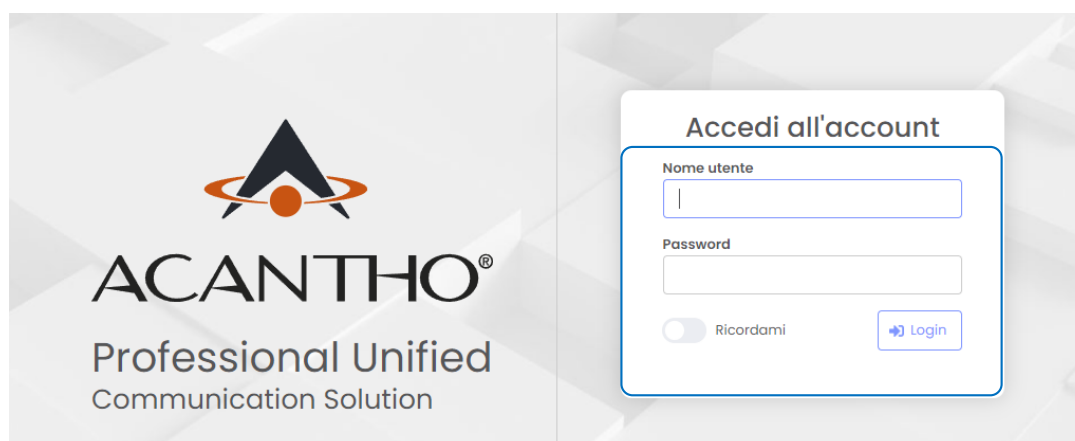 ACANTHO®
Professional Unified
Communication Solution
Accedi all'account
Nome utente
Password
Ricordami
Login